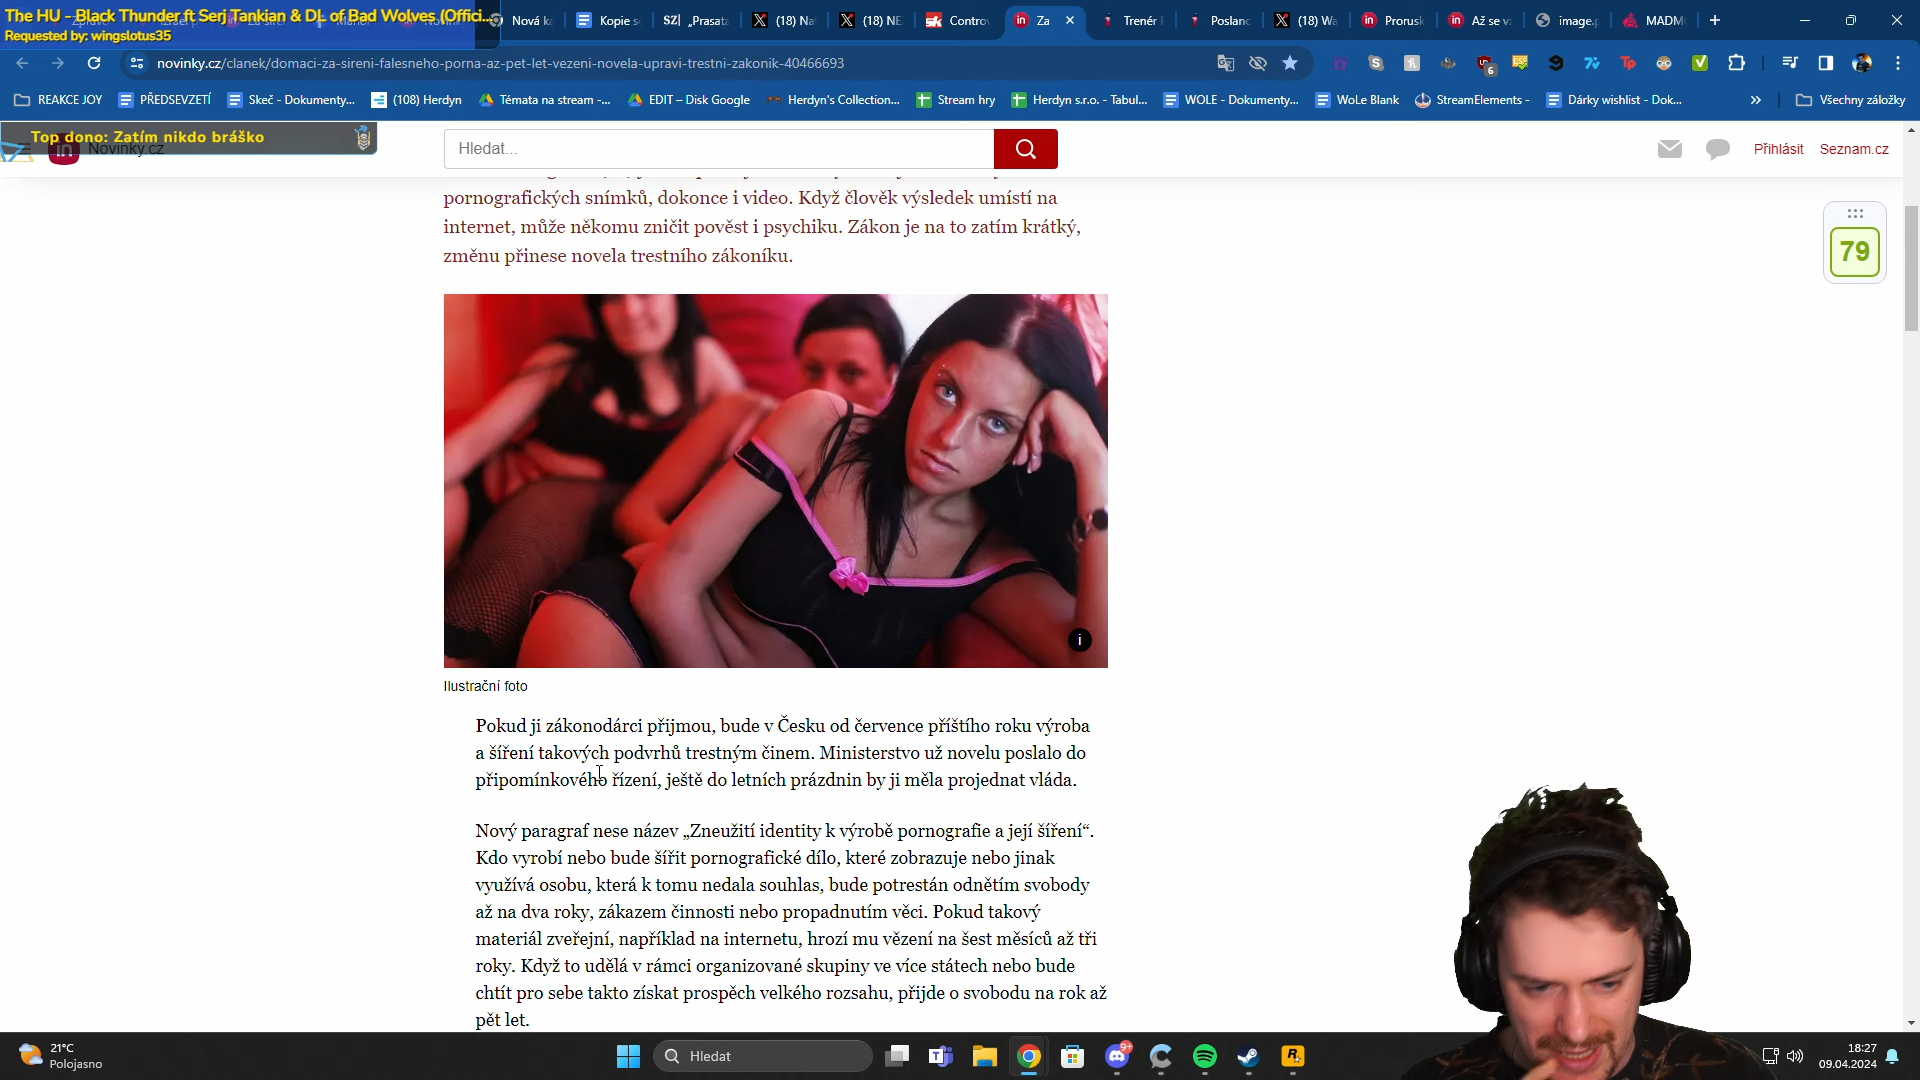 The HU - Black Thunder ft Serj Tankian & DL of Bad Wolves (Offici...
Requested by: wingslotus35
Nová ka
Kopie s
SZ „Prasata
(18) Na
(18) NE
Contro
Za
Trenér
Poslanc
(18) Wa
Prorusk
Až se v
image.p
MADM
novinky.cz/clanek/domaci-za-sireni-falesneho-porna-az-pet-let-vezeni-novela-upravi-trestni-zakonik-40466693
REAKCE JOY
PŘEDSEVZETÍ
Skeč - Dokumenty...
(108) Herdyn
Témata na stream -...
EDIT – Disk Google
Herdyn's Collection...
Stream hry
Herdyn s.r.o. - Tabul...
WOLE - Dokumenty...
WoLe Blank
StreamElements -
Dárky wishlist - Dok...
Všechny záložky
Top dono: Zatím nikdo bráško
Novinky.cz
Hledat...
Přihlásit
Seznam.cz
pornografických snímků, dokonce i video. Když člověk výsledek umístí na
internet, může někomu zničit pověst i psychiku. Zákon je na to zatím krátký,
změnu přinese novela trestního zákoníku.
79
Ilustrační foto
Pokud ji zákonodárci přijmou, bude v Česku od července příštího roku výroba
a šíření takových podvrhů trestným činem. Ministerstvo už novelu poslalo do
připomínkového řízení, ještě do letních prázdnin by ji měla projednat vláda.
Nový paragraf nese název „Zneužití identity k výrobě pornografie a její šíření“.
Kdo vyrobí nebo bude šířit pornografické dílo, které zobrazuje nebo jinak
využívá osobu, která k tomu nedala souhlas, bude potrestán odnětím svobody
až na dva roky, zákazem činnosti nebo propadnutím věci. Pokud takový
materiál zveřejní, například na internetu, hrozí mu vězení na šest měsíců až tři
roky. Když to udělá v rámci organizované skupiny ve více státech nebo bude
chtít pro sebe takto získat prospěch velkého rozsahu, přijde o svobodu na rok až
pět let.
21°C
Polojasno
Hledat
18:27
09.04.2024